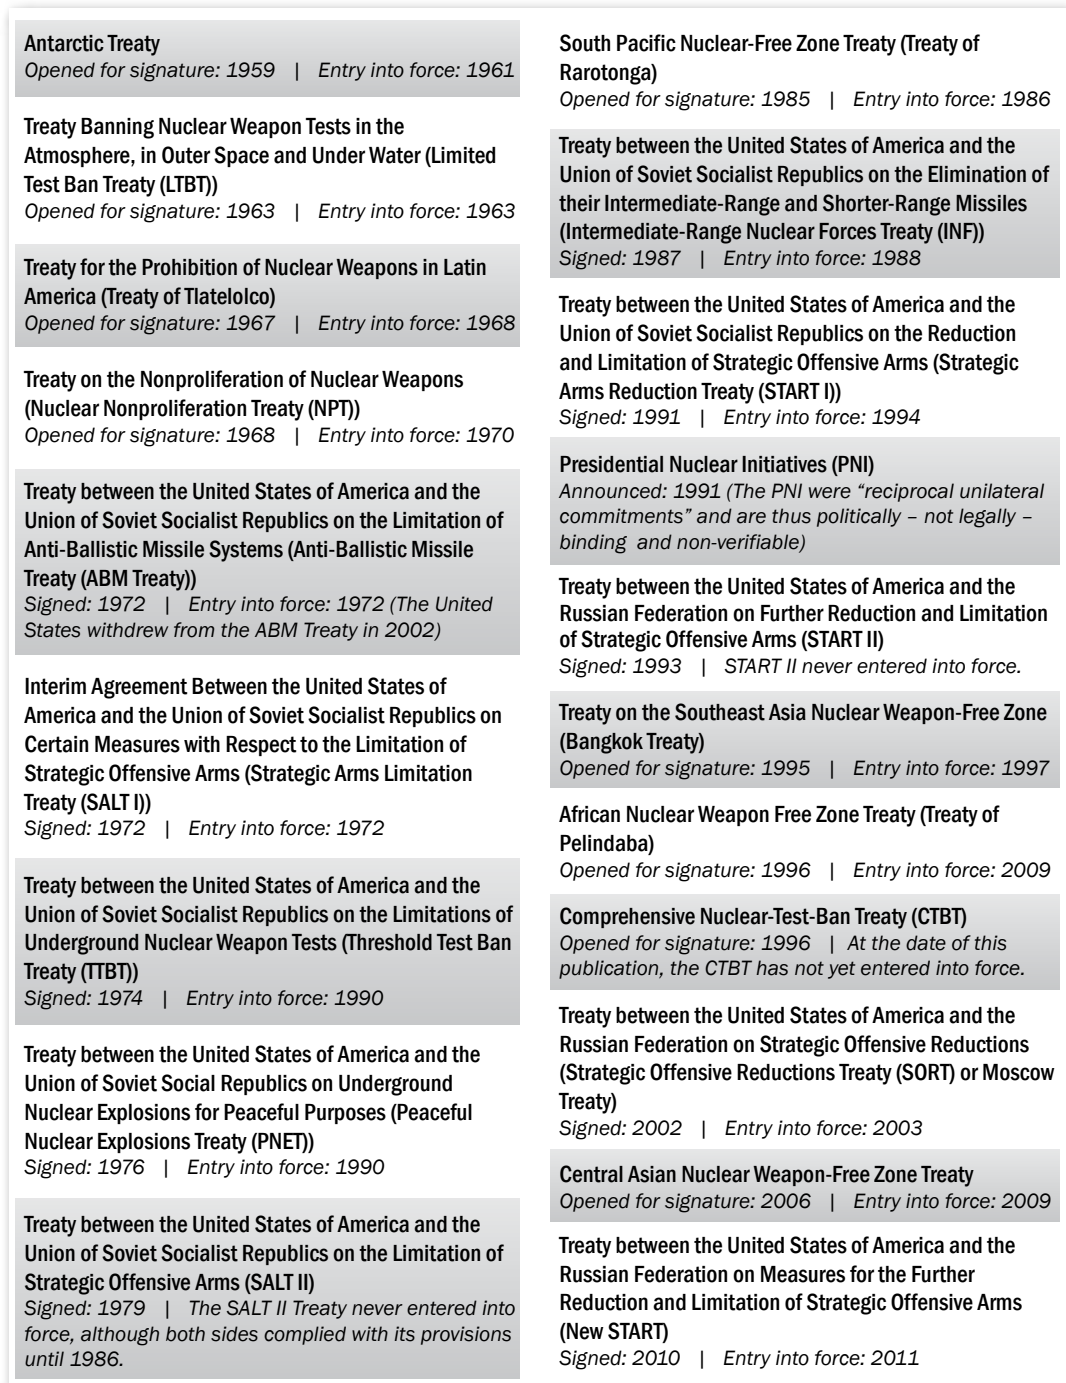 Antarctic Treaty
Opened for signature: 1959 | Entry into force: 1961
Treaty Banning Nuclear Weapon Tests in the
Atmosphere, in Outer Space and Under Water (Limited
Test Ban Treaty (LTBT))
Opened for signature: 1963 | Entry into force: 1963
Treaty for the Prohibition of Nuclear Weapons in Latin
America (Treaty of Tlatelolco)
Opened for signature: 1967 | Entry into force: 1968
Treaty on the Nonproliferation of Nuclear Weapons
(Nuclear Nonproliferation Treaty (NPT))
Opened for signature: 1968 | Entry into force: 1970
Treaty between the United States of America and the
Union of Soviet Socialist Republics on the Limitation of
Anti-Ballistic Missile Systems (Anti-Ballistic Missile
Treaty (ABM Treaty))
Signed: 1972 | Entry into force: 1972 (The United
States withdrew from the ABM Treaty in 2002)
Interim Agreement Between the United States of
America and the Union of Soviet Socialist Republics on
Certain Measures with Respect to the Limitation of
Strategic Offensive Arms (Strategic Arms Limitation
Treaty (SALT I))
Signed: 1972 | Entry into force: 1972
Treaty between the United States of America and the
Union of Soviet Socialist Republics on the Limitations of
Underground Nuclear Weapon Tests (Threshold Test Ban
Treaty (TTBT))
Signed: 1974 | Entry into force: 1990
Treaty between the United States of America and the
Union of Soviet Social Republics on Underground
Nuclear Explosions for Peaceful Purposes (Peaceful
Nuclear Explosions Treaty (PNET))
Signed: 1976 | Entry into force: 1990
Treaty between the United States of America and the
Union of Soviet Socialist Republics on the Limitation of
Strategic Offensive Arms (SALT II)
Signed: 1979 | The SALT II Treaty never entered into
force, although both sides complied with its provisions
until 1986.
South Pacific Nuclear-Free Zone Treaty (Treaty of
Rarotonga)
Opened for signature: 1985 | Entry into force: 1986
Treaty between the United States of America and the
Union of Soviet Socialist Republics on the Elimination of
their Intermediate-Range and Shorter-Range Missiles
(Intermediate-Range Nuclear Forces Treaty (INF))
Signed: 1987 | Entry into force: 1988
Treaty between the United States of America and the
Union of Soviet Socialist Republics on the Reduction
and Limitation of Strategic Offensive Arms (Strategic
Arms Reduction Treaty (START I))
Signed: 1991 | Entry into force: 1994
Presidential Nuclear Initiatives (PNI)
Announced: 1991 (The PNI were “reciprocal unilateral
commitments” and are thus politically – not legally –
binding and non-verifiable)
Treaty between the United States of America and the
Russian Federation on Further Reduction and Limitation
of Strategic Offensive Arms (START II)
Signed: 1993 | START II never entered into force.
Treaty on the Southeast Asia Nuclear Weapon-Free Zone
(Bangkok Treaty)
Opened for signature: 1995 | Entry into force: 1997
African Nuclear Weapon Free Zone Treaty (Treaty of
Pelindaba)
Opened for signature: 1996 | Entry into force: 2009
Comprehensive Nuclear-Test-Ban Treaty (CTBT)
Opened for signature: 1996 | At the date of this
publication, the CTBT has not yet entered into force.
Treaty between the United States of America and the
Russian Federation on Strategic Offensive Reductions
(Strategic Offensive Reductions Treaty (SORT) or Moscow
Treaty)
Signed: 2002 | Entry into force: 2003
Central Asian Nuclear Weapon-Free Zone Treaty
Opened for signature: 2006 | Entry into force: 2009
Treaty between the United States of America and the
Russian Federation on Measures for the Further
Reduction and Limitation of Strategic Offensive Arms
(New START)
Signed: 2010 | Entry into force: 2011